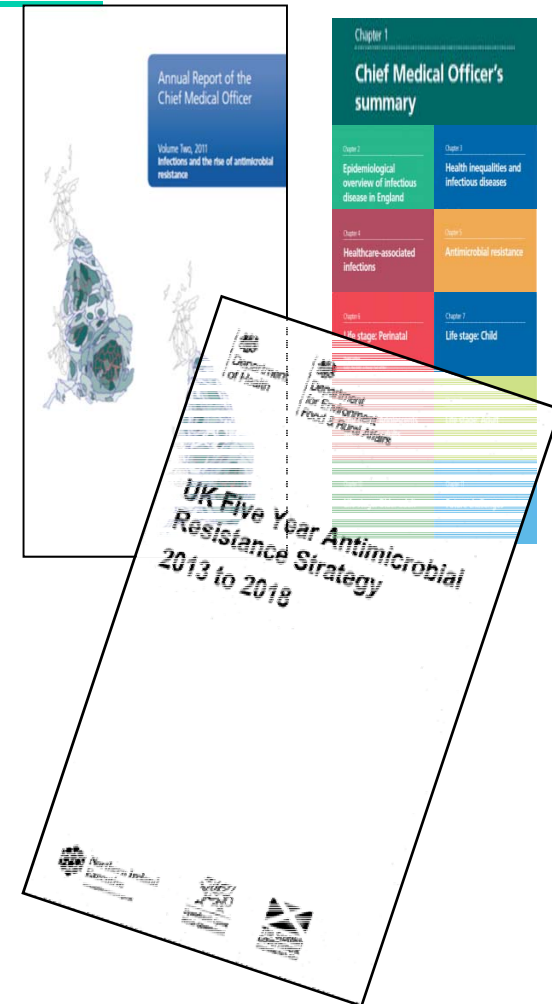 Annual Report of the
Chief Medical Officer
Volume Two, 2011
Infections and the rise of antimicrobial
resistance
Chapter 1
Chief Medical Officer's
summary
Chapter 2
Epidemiological
overview of infectious
disease in England
Chapter 3
Health inequalities and
infectious diseases
Chapter 4
Healthcare-associated
infections
Chapter 5
Antimicrobial resistance
Chapter 6
Life stage: Perinatal
Chapter 7
Life stage: Child
Department
of Health
Department
for Environment
Food & Rural Affairs
UK Five Year Antimicrobial
Resistance Strategy
2013 to 2018
Northern Ireland